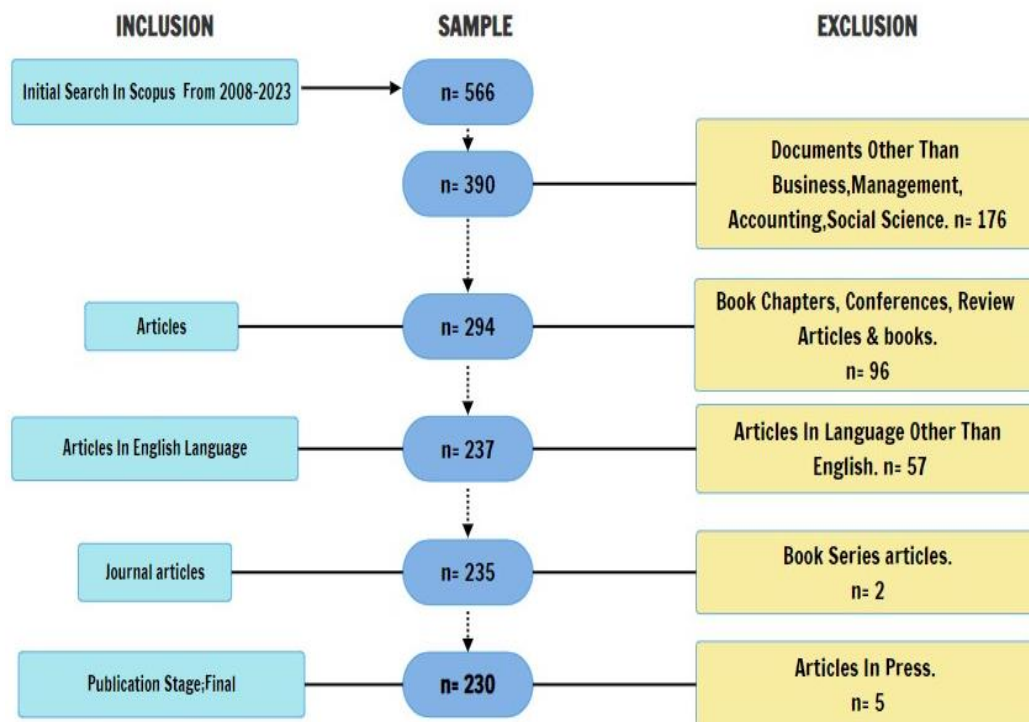 INCLUSION
SAMPLE
EXCLUSION
Initial Search In Scopus From 2008-2023
n= 566
n= 390
Documents Other Than
Business,Management,
Accounting,Social Science. n= 176
Articles
n= 294
Book Chapters, Conferences, Review
Articles & books.
n= 96
Articles In English Language
n= 237
Articles In Language Other Than
English. n= 57
Journal articles
n= 235
Book Series articles.
n= 2
Publication Stage;Final
n= 230
Articles In Press.
n= 5